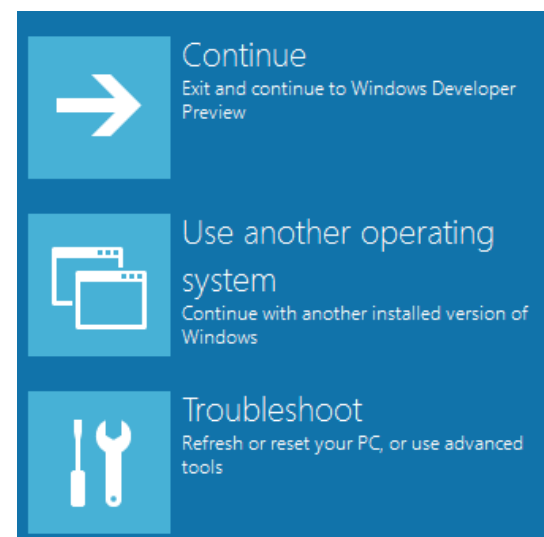 Continue
Exit and continue to Windows Developer
Preview
Use another operating
system
Continue with another installed version of
Windows
Troubleshoot
Refresh or reset your PC, or use advanced
tools